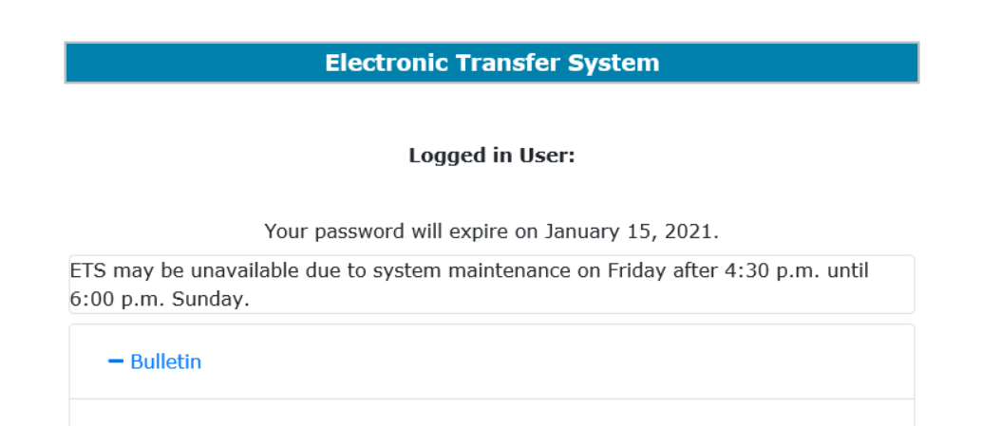 Electronic Transfer System
Logged in User:
Your password will expire on January 15, 2021.
ETS may be unavailable due to system maintenance on Friday after 4:30 p.m. until
6:00 p.m. Sunday.
Bulletin